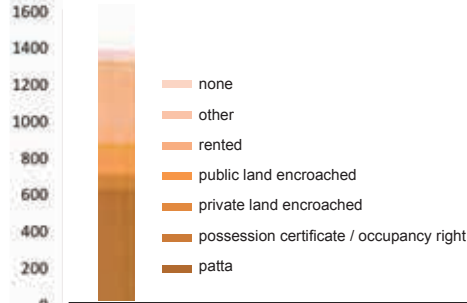 1600
1400
1200
1000
800
600
400
200
0
none
other
rented
public land encroached
private land encroached
possession certificate / occupancy right
patta